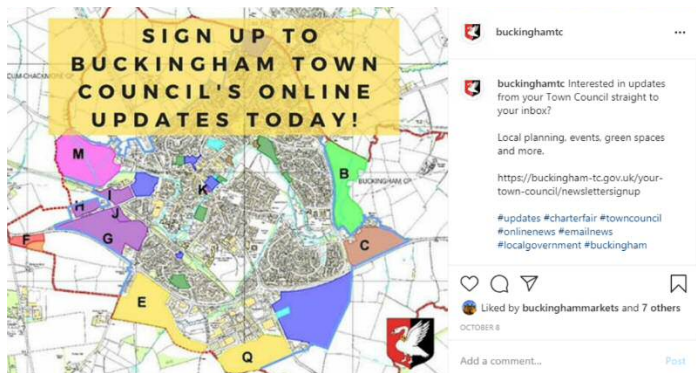 SIGN UP TO
BUCKINGHAM TOWN
COUNCIL'S ONLINE
UPDATES TODAY!
M
K
B
BUCKINGHAM CP
I
H
J
F
G
C
E
Q
buckinghamtc
buckinghamtc Interested in updates
from your Town Council straight to
your inbox?
Local planning, events, green spaces
and more.
https://buckingham-tc.gov.uk/your-
town-council/newslettersignup
#updates #charterfair #towncouncil
#onlinenews #emailnews
#localgovernment #buckingham
Liked by buckinghammarkets and 7 others
OCTOBER 8
Add a comment...
Post